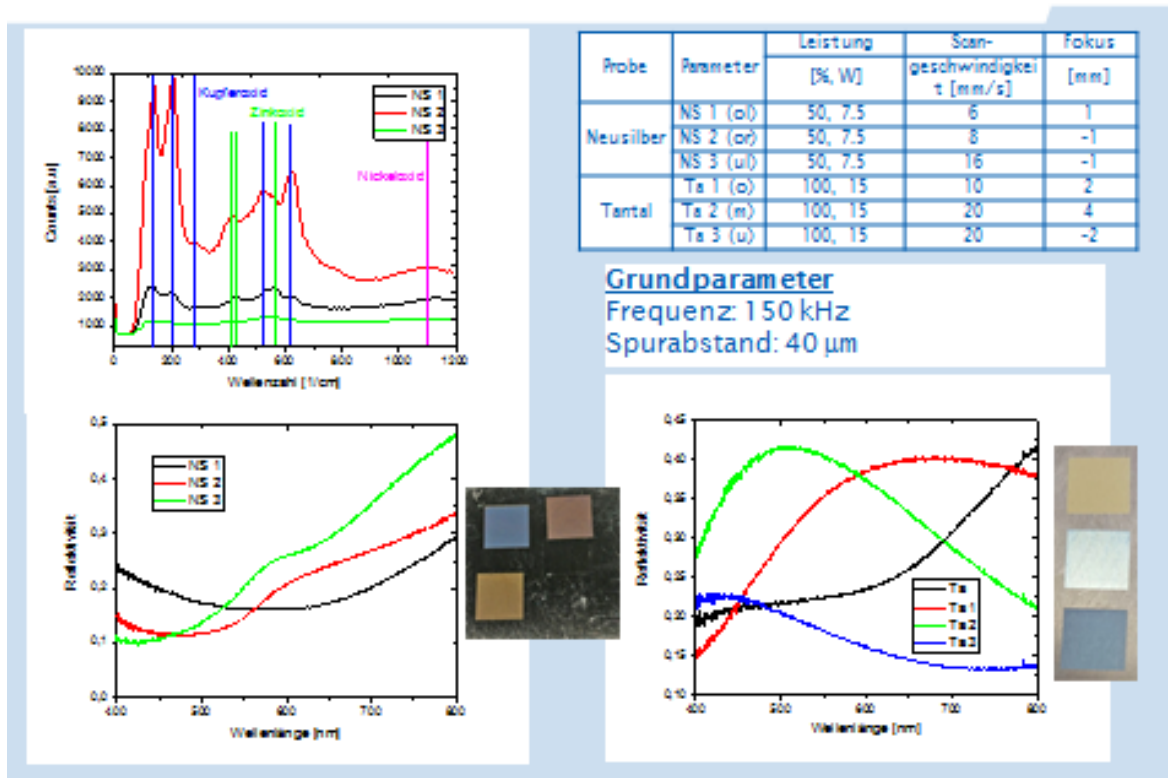 10000
9000
8000
7000
6000
5000
4000
3000
2000
1000
Counts [a.u]
Kupferoxid
Zinkoxid
Nickeloxid
NS 1
NS 2
NS 3
0 200 400 600 800 1000 1200
Wellenzahl [1/cm]
Probe Parameter Leistung [%, W] Scan-geschwindigkei
t [mm/s] Fokus [mm]
Neusilber
NS 1 (ol) 50, 7.5 6 1
NS 2 (or) 50, 7.5 8 -1
NS 3 (ul) 50, 7.5 16 -1
Tantal
Ta 1 (o) 100, 15 10 2
Ta 2 (m) 100, 15 20 4
Ta 3 (u) 100, 15 20 -2
Grundparameter
Frequenz: 150 kHz
Spurabstand: 40 µm
0,5
0,4
0,3
0,2
0,1
0,0
Reflektivität
NS 1
NS 2
NS 3
400 500 600 700 800
Wellenlänge [nm]
0,45
0,40
0,35
0,30
0,25
0,20
0,15
0,10
Reflektivität
Ta
Ta 1
Ta 2
Ta 3
400 500 600 700 800
Wellenlänge [nm]